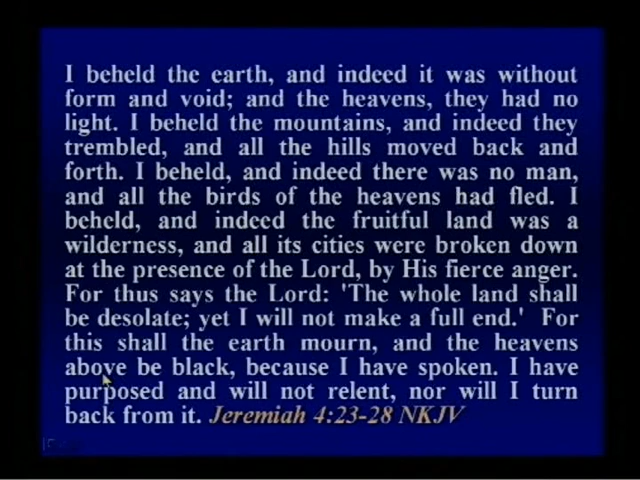 I beheld the earth, and indeed it was without
form and void; and the heavens, they had no
light. I beheld the mountains, and indeed they
trembled, and all the hills moved back and
forth. I beheld, and indeed there was no man,
and all the birds of the heavens had fled. I
beheld, and indeed the fruitful land was a
wilderness, and all its cities were broken down
at the presence of the Lord, by His fierce anger.
For thus says the Lord: 'The whole land shall
be desolate; yet I will not make a full end.' For
this shall the earth mourn, and the heavens
above be black, because I have spoken. I have
purposed and will not relent, nor will I turn
back from it. Jeremiah 4:23-28 NKJV